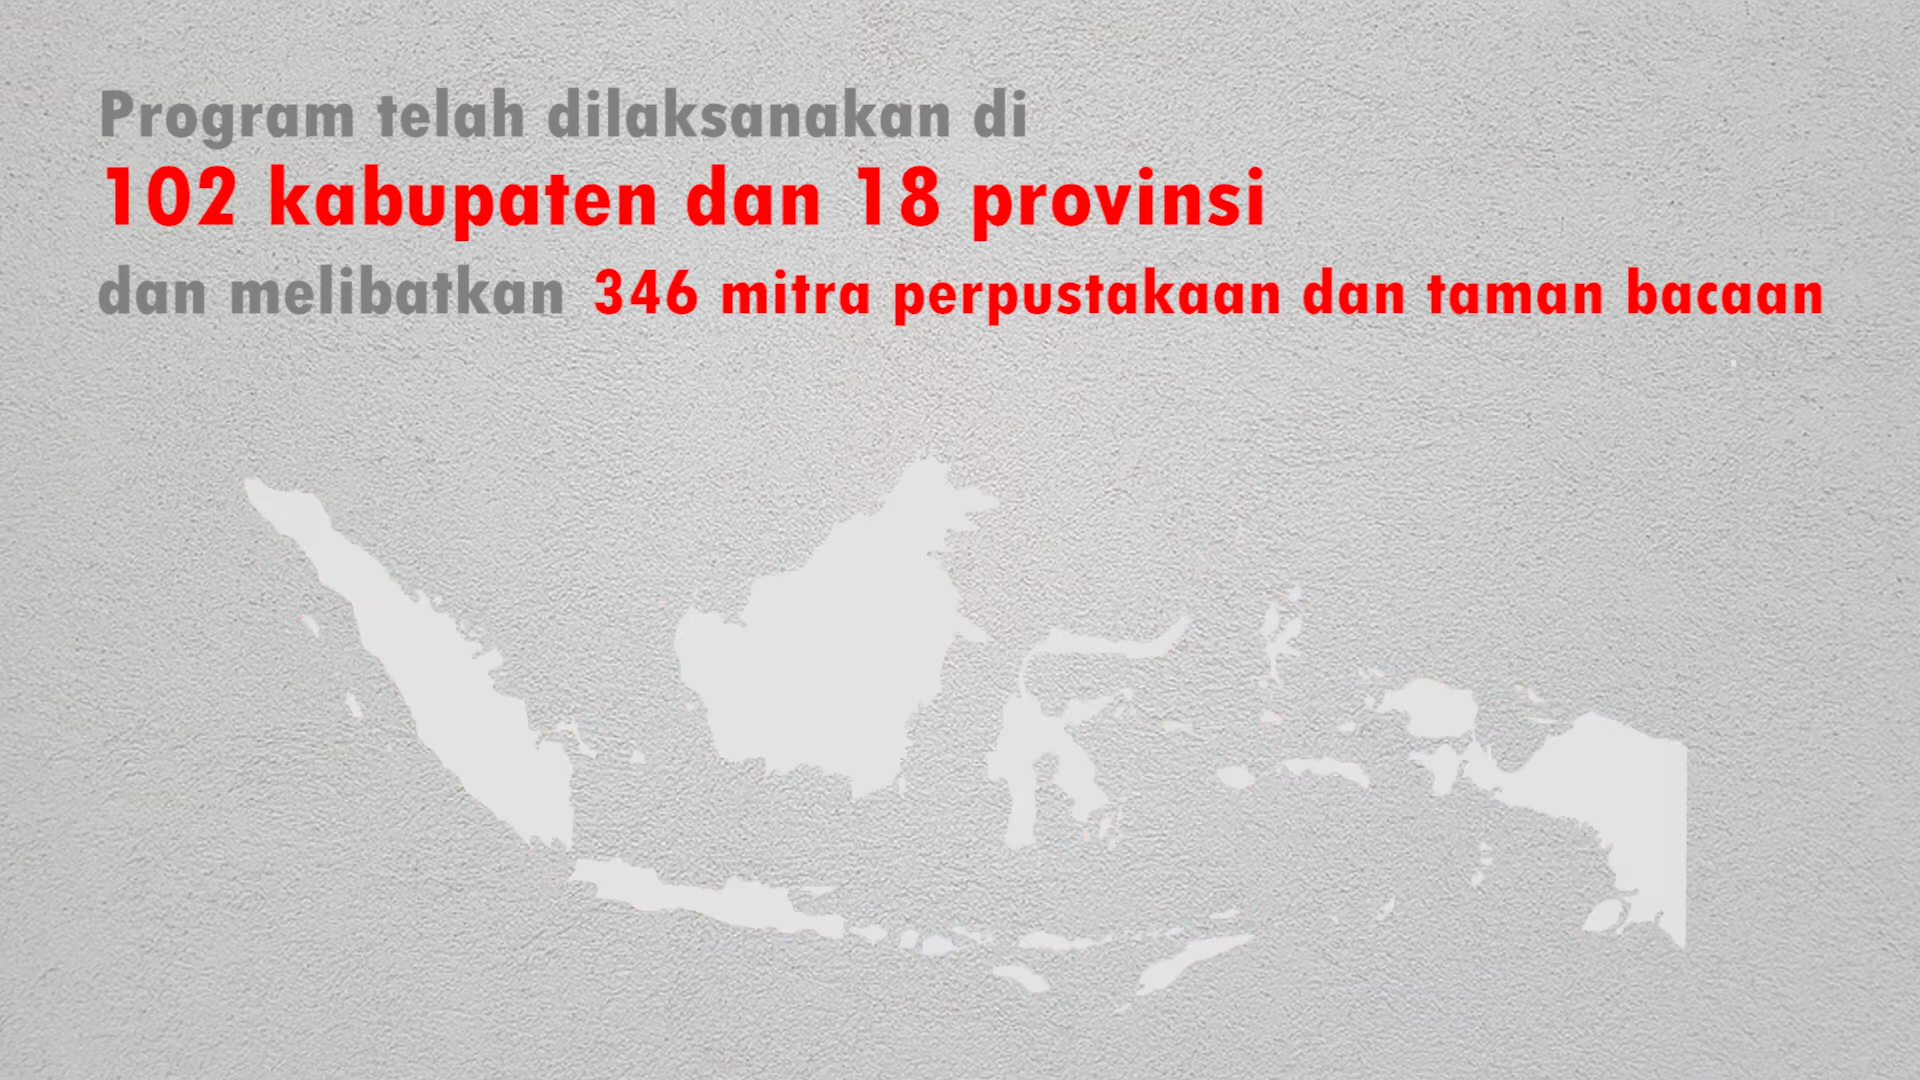 Program telah dilaksanakan di
102 kabupaten dan 18 provinsi
dan melibatkan 346 mitra perpustakaan dan taman bacaan